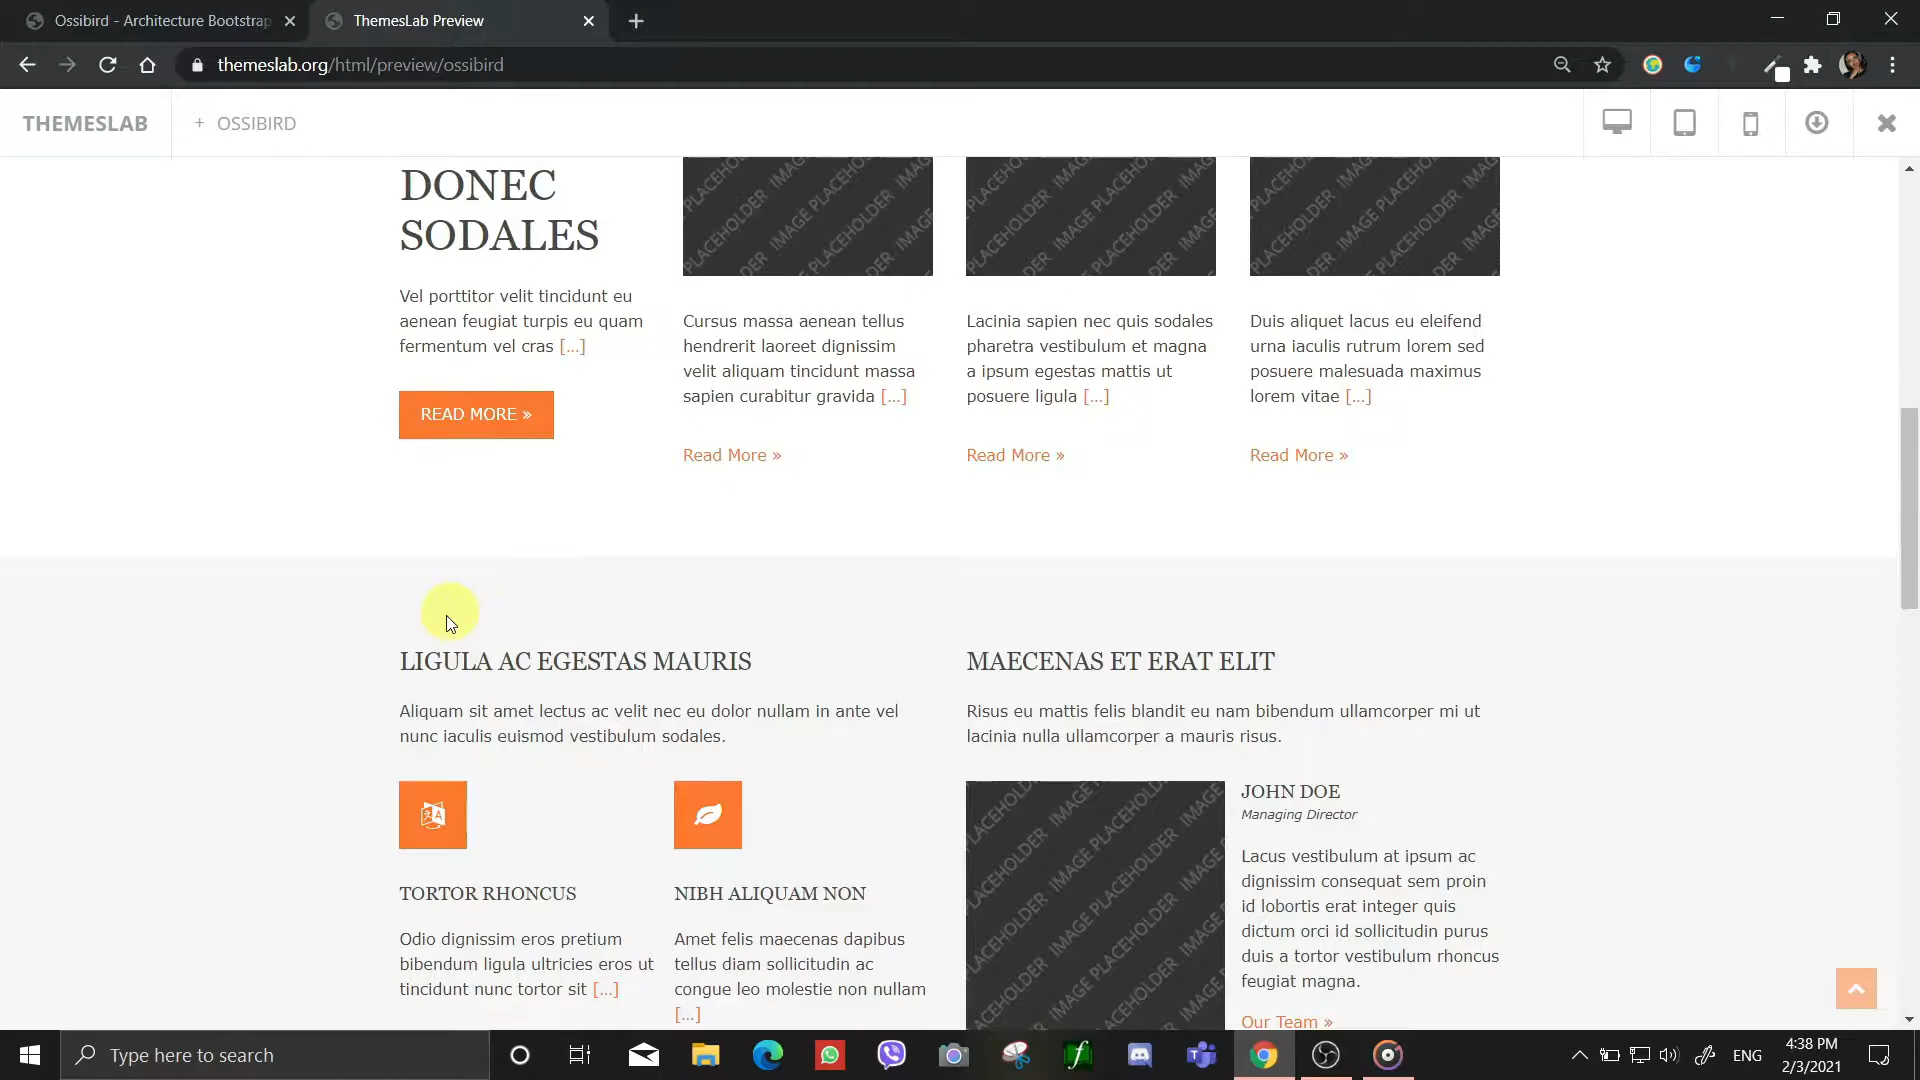 Ossibird - Architecture Bootstrap
ThemesLab Preview
themeslab.org/html/preview/ossibird
THEMESLAB
+ OSSIBIRD
DONEC
SODALES
Vel porttitor velit tincidunt eu
aenean feugiat turpis eu quam
fermentum vel cras [...]
READ MORE »
IMAGE PLACEHOLDER
IMAGE PLACEHOLDER
IMAGE PLACEHOLDER
Cursus massa aenean tellus
hendrerit laoreet dignissim
velit aliquam tincidunt massa
sapien curabitur gravida [...]
Read More »
Lacinia sapien nec quis sodales
pharetra vestibulum et magna
a ipsum egestas mattis ut
posuere ligula [...]
Read More »
Duis aliquet lacus eu eleifend
urna iaculis rutrum lorem sed
posuere malesuada maximus
lorem vitae [...]
Read More »
LIGULA AC EGESTAS MAURIS
Aliquam sit amet lectus ac velit nec eu dolor nullam in ante vel
nunc iaculis euismod vestibulum sodales.
TORTOR RHONCUS
Odio dignissim eros pretium
bibendum ligula ultricies eros ut
tincidunt nunc tortor sit [...]
NIBH ALIQUAM NON
Amet felis maecenas dapibus
tellus diam sollicitudin ac
congue leo molestie non nullam
[...]
MAECENAS ET ERAT ELIT
Risus eu mattis felis blandit eu nam bibendum ullamcorper mi ut
lacinia nulla ullamcorper a mauris risus.
IMAGE PLACEHOLDER
JOHN DOE
Managing Director
Lacus vestibulum at ipsum ac
dignissim consequat sem proin
id lobortis erat integer quis
dictum orci id sollicitudin purus
duis a tortor vestibulum rhoncus
feugiat magna.
Our Team »
Type here to search
ENG
4:38 PM
2/3/2021